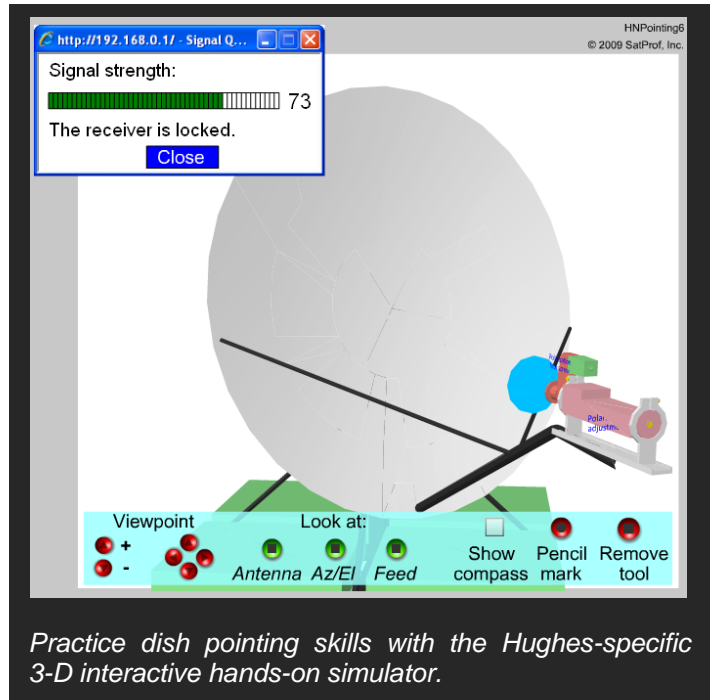 HNPointing6
© 2009 SatProf, Inc.
http://192.168.0.1/ - Signal Q...
Signal strength:
73
The receiver is locked.
Close
Polar
adjustm
Viewpoint
+
-
Look at:
Antenna
Az/El
Feed
Show
compass
Pencil
mark
Remove
tool
Practice dish pointing skills with the Hughes-specific
3-D interactive hands-on simulator.